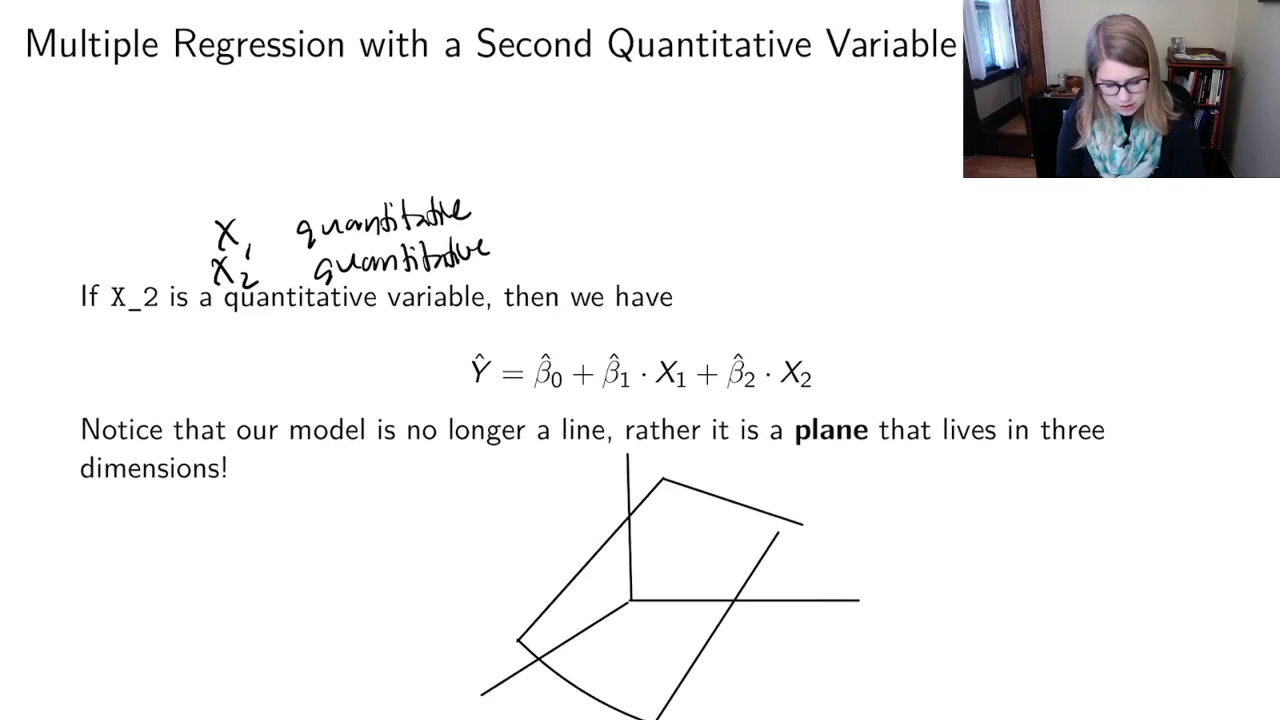 Multiple Regression with a Second Quantitative Variable
X₁ quantitative
X₂ quantitative
If X_2 is a quantitative variable, then we have
Ŷ = β̂₀ + β̂₁ · X₁ + β̂₂ · X₂
Notice that our model is no longer a line, rather it is a plane that lives in three
dimensions!